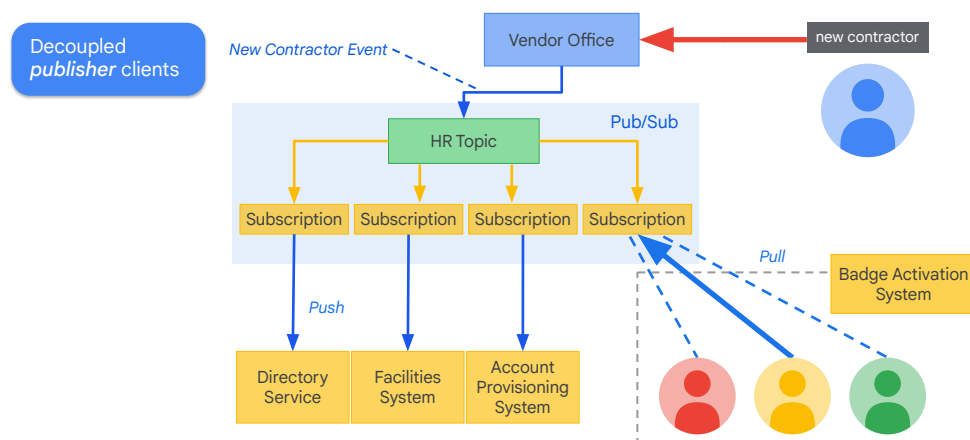 Decoupled
publisher clients
New Contractor Event
Vendor Office
new contractor
Pub/Sub
HR Topic
Subscription
Subscription
Subscription
Subscription
Push
Pull
Badge Activation
System
Directory
Service
Facilities
System
Account
Provisioning
System